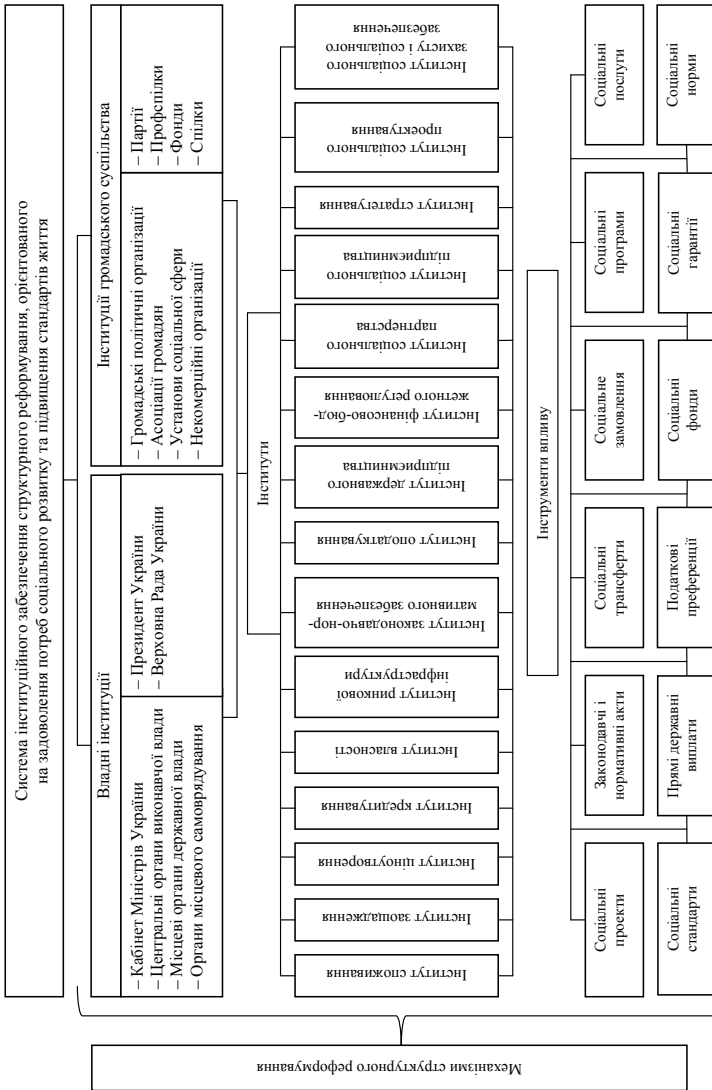 Система інституційного забезпечення структурного реформування, орієнтованого
на задоволення потреб соціального розвитку та підвищення стандартів життя
Владні інституції
– Кабінет Міністрів України
– Центральні органи виконавчої влади
– Місцеві органи державної влади
– Органи місцевого самоврядування
– Президент України
– Верховна Рада України
Інституції громадського суспільства
– Громадські політичні організації
– Асоціації громадян
– Установи соціальної сфери
– Некомерційні організації
– Партії
– Профспілки
– Фонди
– Спілки
Інститути
Інститут споживання
Інститут заощадження
Інститут ціноутворення
Інститут кредитування
Інститут власності
Інститут ринкової
інфраструктури
Інститут законодавчо-нор-
мативного забезпечення
Інститут оподаткування
Інститут державного
підприємництва
Інститут фінансово-бюд-
жетного регулювання
Інститут соціального
партнерства
Інститут соціального
підприємництва
Інститут стратегування
Інститут соціального
проектування
Інститут соціального
захисту і соціального
забезпечення
Інструменти впливу
Соціальні
проекти
Законодавчі і
нормативні акти
Соціальні
трансферти
Соціальне
замовлення
Соціальні
програми
Соціальні
послуги
Соціальні
стандарти
Прямі державні
виплати
Податкові
преференції
Соціальні
фонди
Соціальні
гарантії
Соціальні
норми
Механізми структурного реформування